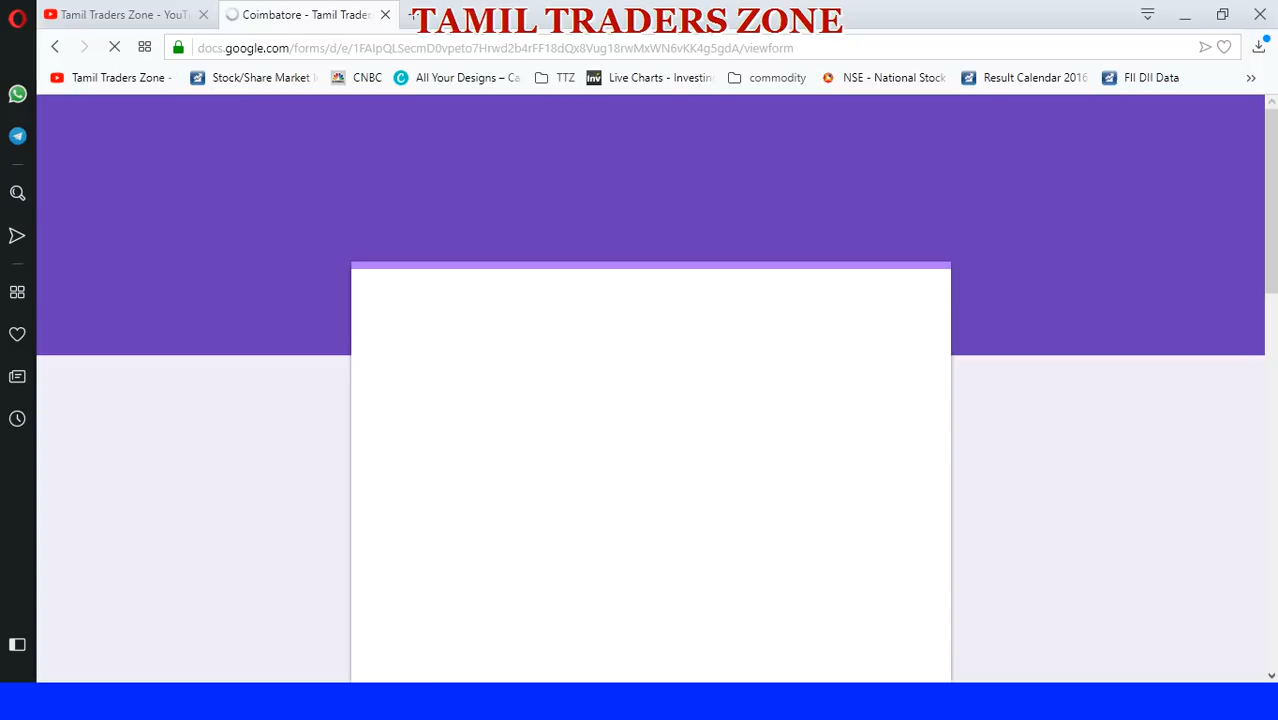 TAMIL TRADERS ZONE
Tamil Traders Zone - YouT
Coimbatore - Tamil Trader
docs.google.com/forms/d/e/1FAIpQLSecmD0vpeto7Hrwd2b4rFF18dQx8Vug18rwMxWN6vKK4g5gdA/viewform
Tamil Traders Zone - Stock/Share Market I CNBC All Your Designs – Ca TTZ Inv Live Charts - Investin commodity NSE - National Stock Result Calendar 2016 FII DII Data